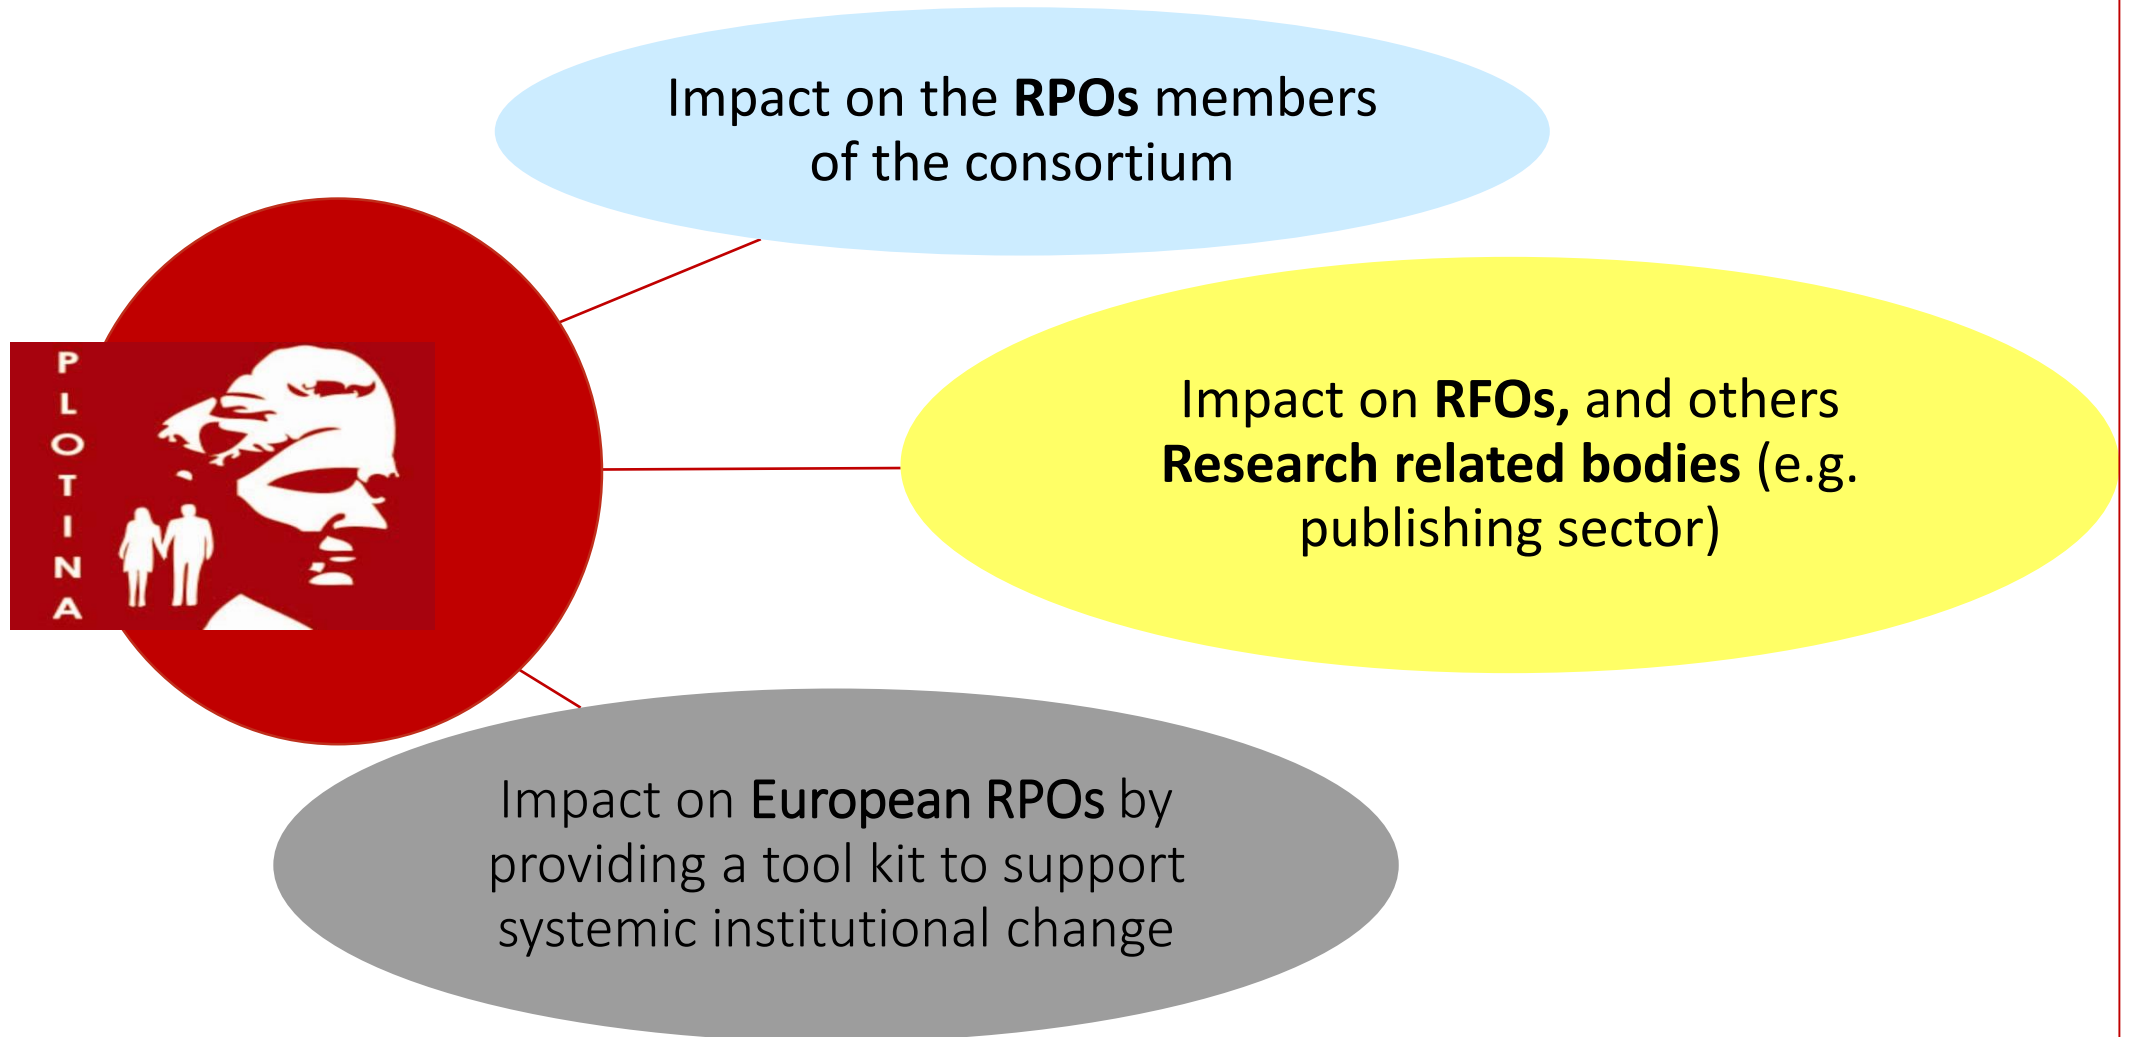 Impact on the RPOs members
of the consortium
PLOTINA
Impact on RFOs, and others
Research related bodies (e.g.
publishing sector)
Impact on European RPOs by
providing a tool kit to support
systemic institutional change